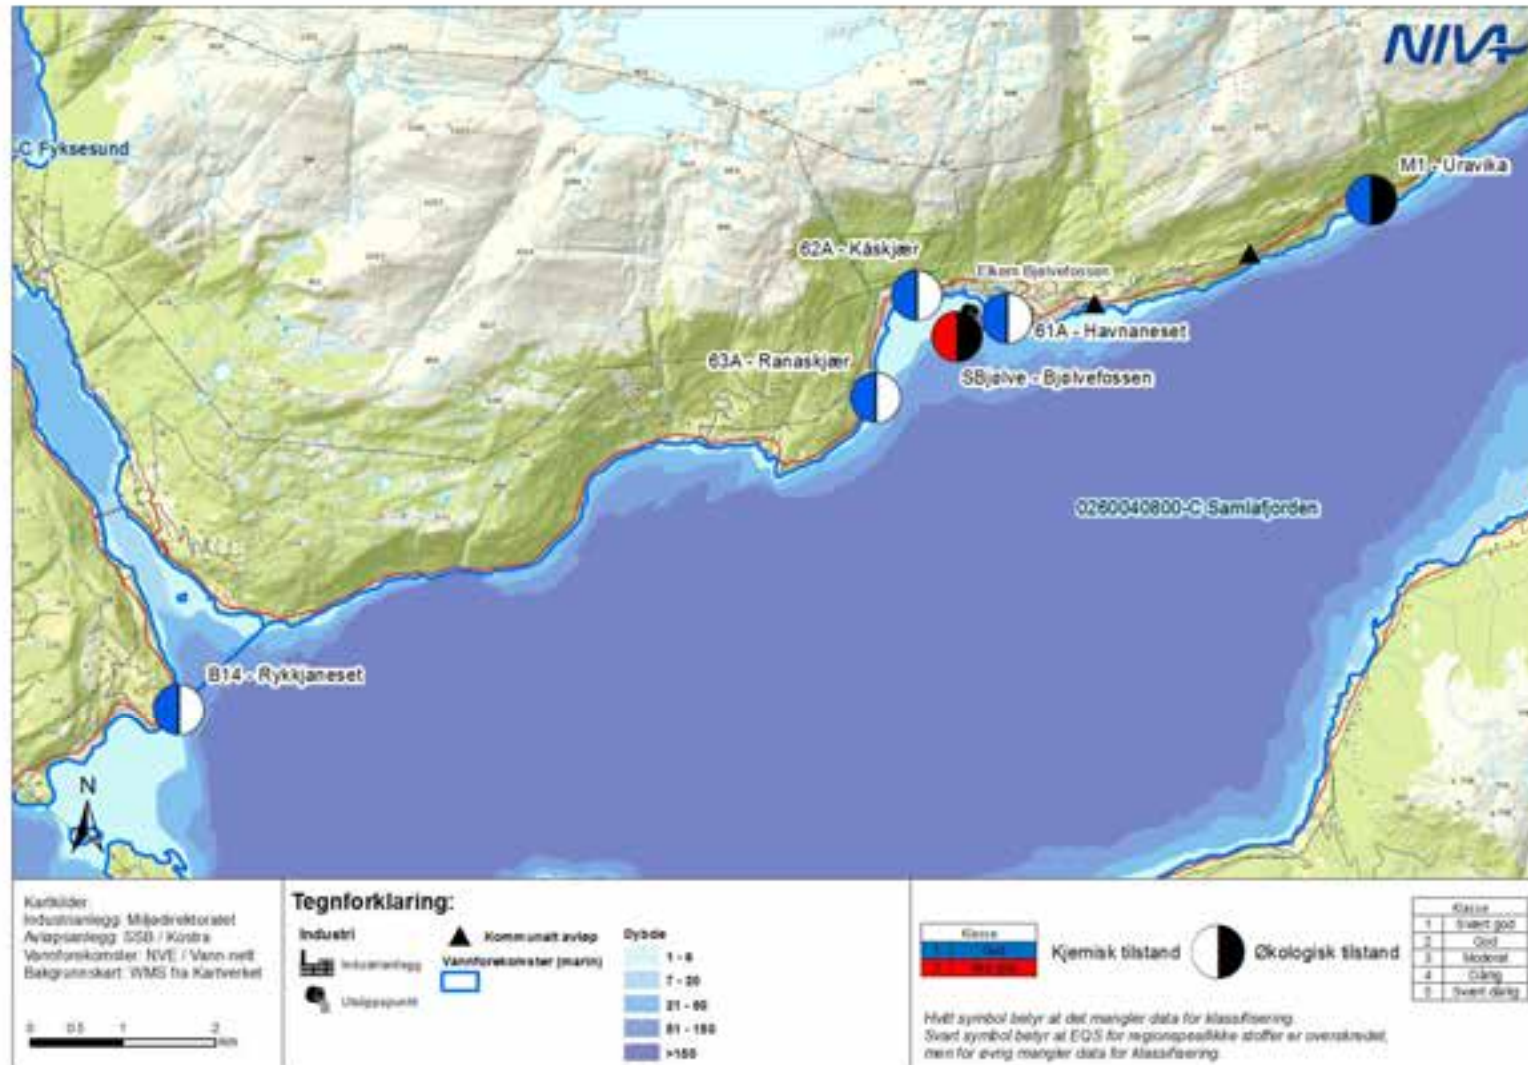 NIVA
-C Fyksesund
M1 - Uravika
62A - Kåskjær
Elkem Bjølvefossen
61A - Havnaneset
63A - Ranaskjær
SBjølve - Bjølvefossen
0260040800-C Samlafjorden
B14 - Rykkjaneset
N
Kartkilder:
Industrianlegg: Miljødirektoratet
Avløpsanlegg: SSB / Kostra
Vannforekomster: NVE / Vann-nett
Bakgrunnskart: WMS fra Kartverket
0 0.5 1 2
km
Tegnforklaring:
Industri
Industrianlegg
Utslippspunkt
Kommunalt avløp
Vannforekomster (marin)
Dybde
1 - 6
7 - 20
21 - 50
51 - 150
>150
Klasse
God
Kjemisk tilstand
Økologisk tilstand
Klasse
1 Svært god
2 God
3 Moderat
4 Dårlig
5 Svært dårlig
Hvitt symbol betyr at det mangler data for klassifisering.
Svart symbol betyr at EQS for regionspesifikke stoffer er overskredet,
men for øvrig mangler data for klassifisering.